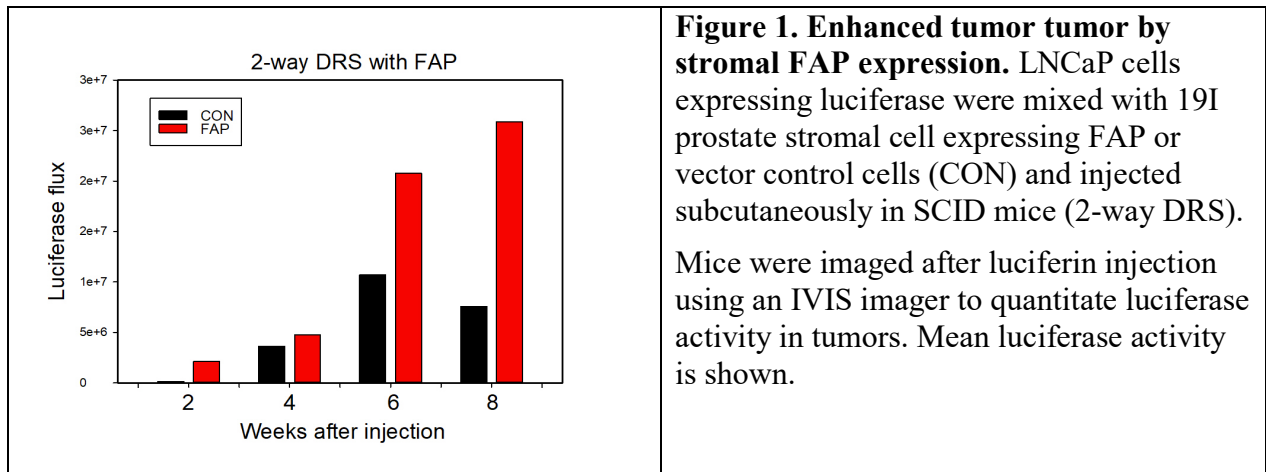 2-way DRS with FAP
3e+7
3e+7
2e+7
2e+7
1e+7
5e+6
0
CON
FAP
Luciferase flux
2
4
6
8
Weeks after injection
Figure 1. Enhanced tumor tumor by
stromal FAP expression. LNCaP cells
expressing luciferase were mixed with 19I
prostate stromal cell expressing FAP or
vector control cells (CON) and injected
subcutaneously in SCID mice (2-way DRS).
Mice were imaged after luciferin injection
using an IVIS imager to quantitate luciferase
activity in tumors. Mean luciferase activity
is shown.